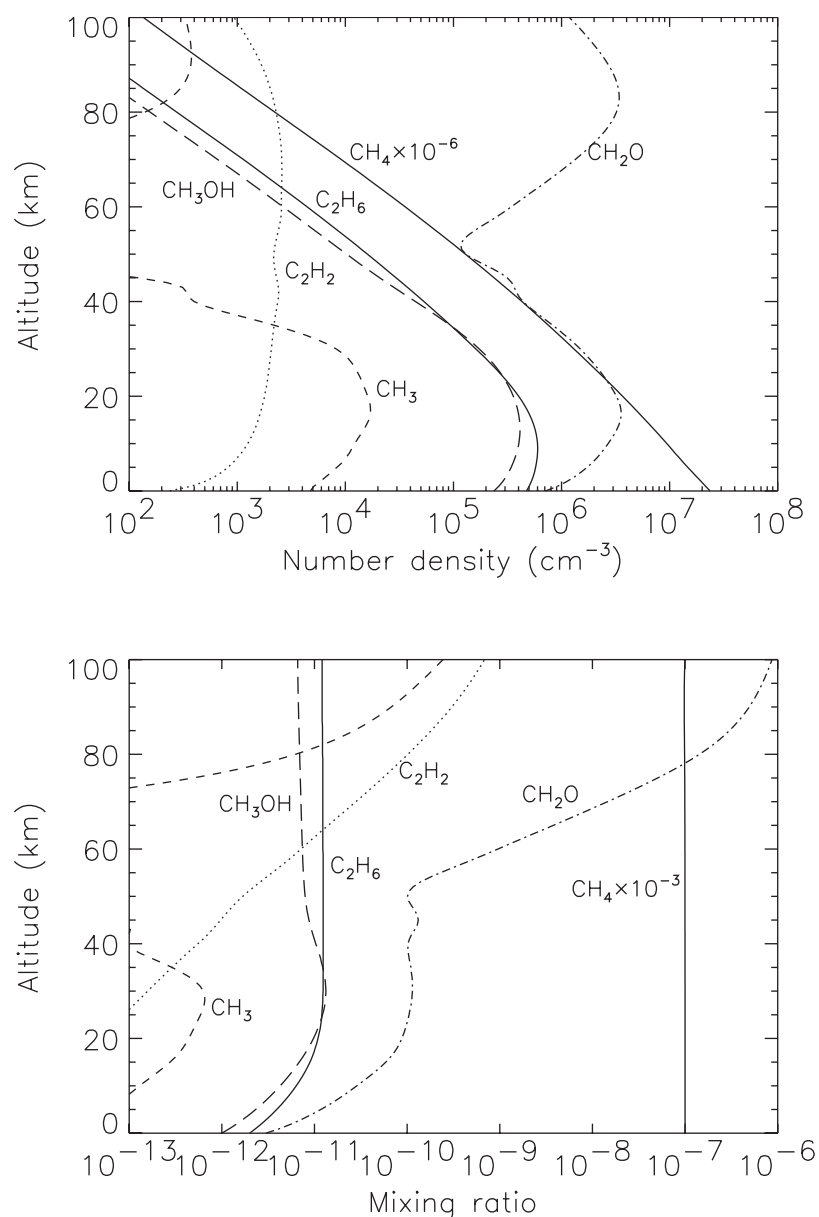 100
80
60
40
20
0
Altitude (km)
CH₄×10⁻⁶
CH₂O
CH₃OH
C₂H₆
C₂H₂
CH₃
10² 10³ 10⁴ 10⁵ 10⁶ 10⁷ 10⁸
Number density (cm⁻³)
100
80
60
40
20
0
Altitude (km)
C₂H₂
CH₂O
CH₃OH
C₂H₆
CH₄×10⁻³
CH₃
10⁻¹³ 10⁻¹² 10⁻¹¹ 10⁻¹⁰ 10⁻⁹ 10⁻⁸ 10⁻⁷ 10⁻⁶
Mixing ratio